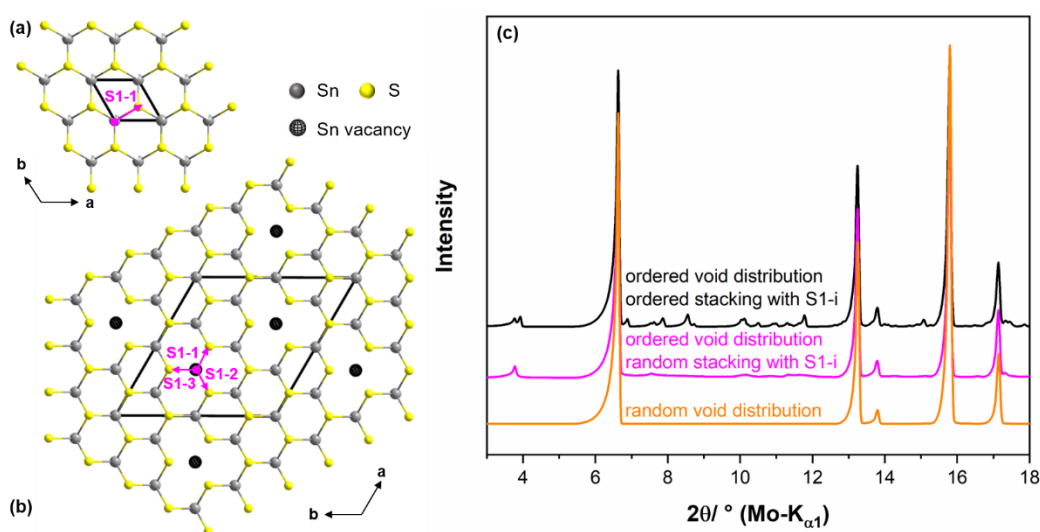 (a)
S1-1
b
a
Sn
S
Sn vacancy
(b)
S1-1
S1-2
S1-3
a
b
(c)
Intensity
ordered void distribution
ordered stacking with S1-i
ordered void distribution
random stacking with S1-i
random void distribution
4 6 8 10 12 14 16 18
2θ/ ° (Mo-Kα1)